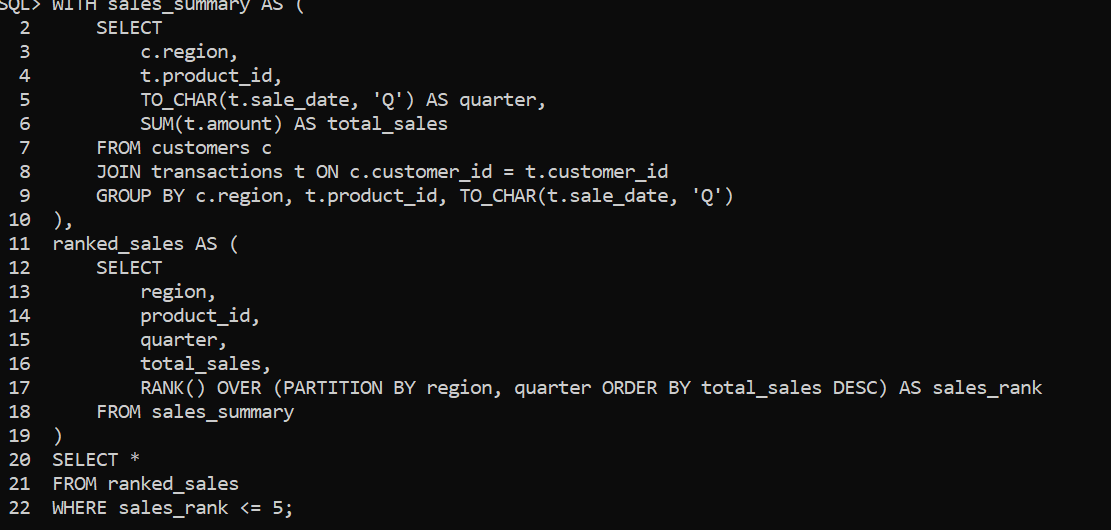 SQL> WITH sales_summary AS (
  2      SELECT
  3          c.region,
  4          t.product_id,
  5          TO_CHAR(t.sale_date, 'Q') AS quarter,
  6          SUM(t.amount) AS total_sales
  7      FROM customers c
  8      JOIN transactions t ON c.customer_id = t.customer_id
  9      GROUP BY c.region, t.product_id, TO_CHAR(t.sale_date, 'Q')
 10  ),
 11  ranked_sales AS (
 12      SELECT
 13          region,
 14          product_id,
 15          quarter,
 16          total_sales,
 17          RANK() OVER (PARTITION BY region, quarter ORDER BY total_sales DESC) AS sales_rank
 18      FROM sales_summary
 19  )
 20  SELECT *
 21  FROM ranked_sales
 22  WHERE sales_rank <= 5;